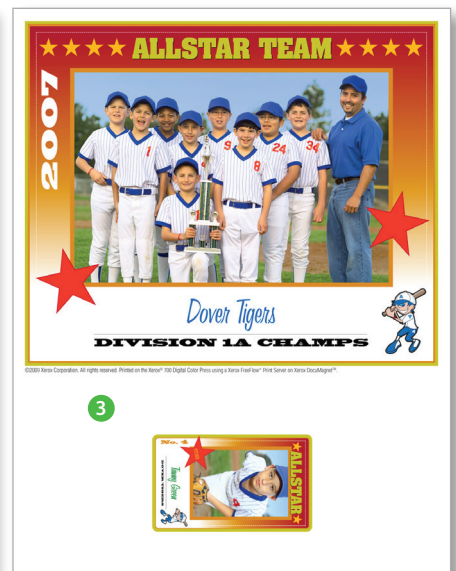 ALLSTAR TEAM
2007
1
9
8
24
34
Dover Tigers
DIVISION 1A CHAMPS
©2009 Xerox Corporation. All rights reserved. Printed on the Xerox® 700 Digital Color Press using a Xerox FreeFlow® Print Server on Xerox DocuMagnet™.
3
ALLSTAR
No. 4